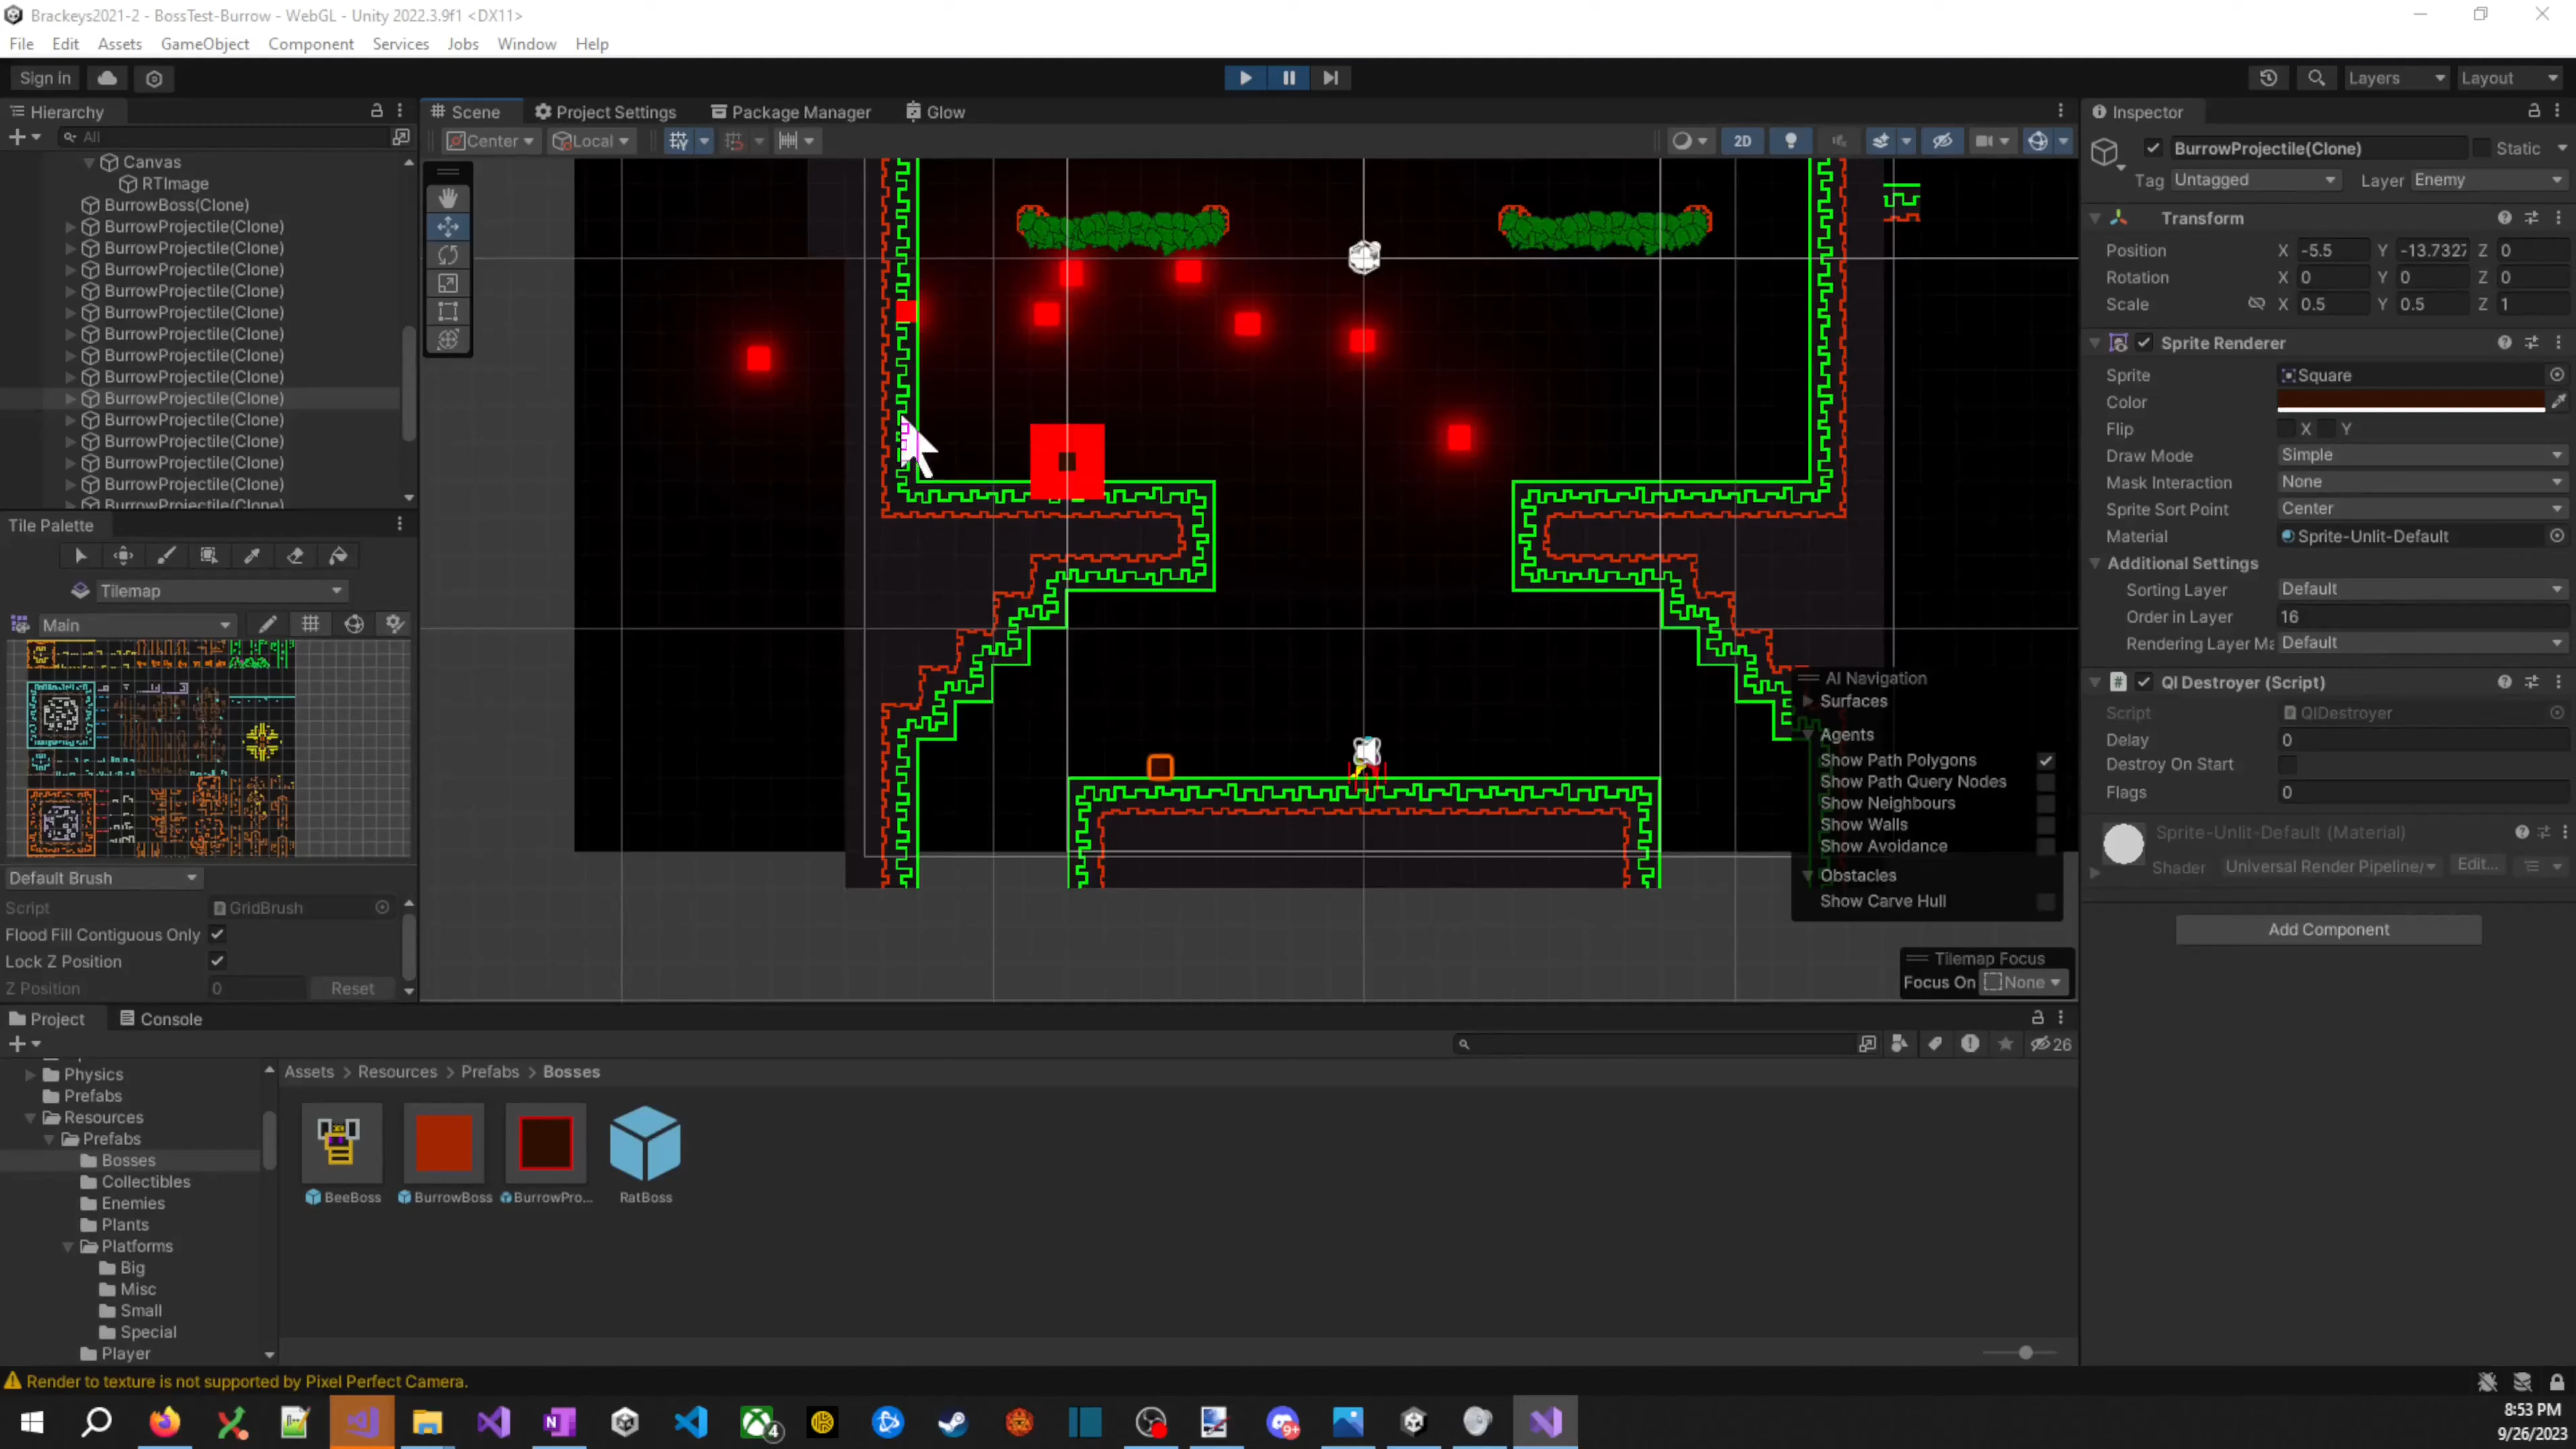 Brackeys2021-2 - BossTest-Burrow - WebGL - Unity 2022.3.9f1 <DX11>
File Edit Assets GameObject Component Services Jobs Window Help
Sign in
Layers Layout
Hierarchy
All
Canvas
RTImage
BurrowBoss(Clone)
BurrowProjectile(Clone)
BurrowProjectile(Clone)
BurrowProjectile(Clone)
BurrowProjectile(Clone)
BurrowProjectile(Clone)
BurrowProjectile(Clone)
BurrowProjectile(Clone)
BurrowProjectile(Clone)
BurrowProjectile(Clone)
BurrowProjectile(Clone)
BurrowProjectile(Clone)
BurrowProjectile(Clone)
BurrowProjectile(Clone)
BurrowProjectile(Clone)
Tile Palette
Tilemap
Main
Default Brush
Script GridBrush
Flood Fill Contiguous Only
Lock Z Position
Z Position 0 Reset
Scene Project Settings Package Manager Glow
Center Local 2D
AI Navigation
Surfaces
Agents
Show Path Polygons
Show Path Query Nodes
Show Neighbours
Show Walls
Show Avoidance
Obstacles
Show Carve Hull
Tilemap Focus
Focus On None
Inspector
BurrowProjectile(Clone) Static
Tag Untagged Layer Enemy
Transform
Position X -5.5 Y -13.7327 Z 0
Rotation X 0 Y 0 Z 0
Scale X 0.5 Y 0.5 Z 1
Sprite Renderer
Sprite Square
Color
Flip X Y
Draw Mode Simple
Mask Interaction None
Sprite Sort Point Center
Material Sprite-Unlit-Default
Additional Settings
Sorting Layer Default
Order in Layer 16
Rendering Layer Ma Default
QI Destroyer (Script)
Script QIDestroyer
Delay 0
Destroy On Start
Flags 0
Sprite-Unlit-Default (Material)
Shader Universal Render Pipeline/ Edit...
Add Component
Project Console
26
Physics
Prefabs
Resources
Prefabs
Bosses
Collectibles
Enemies
Plants
Platforms
Big
Misc
Small
Special
Player
Assets > Resources > Prefabs > Bosses
BeeBoss BurrowBoss BurrowPro... RatBoss
Render to texture is not supported by Pixel Perfect Camera.
4
9+
8:53 PM
9/26/2023